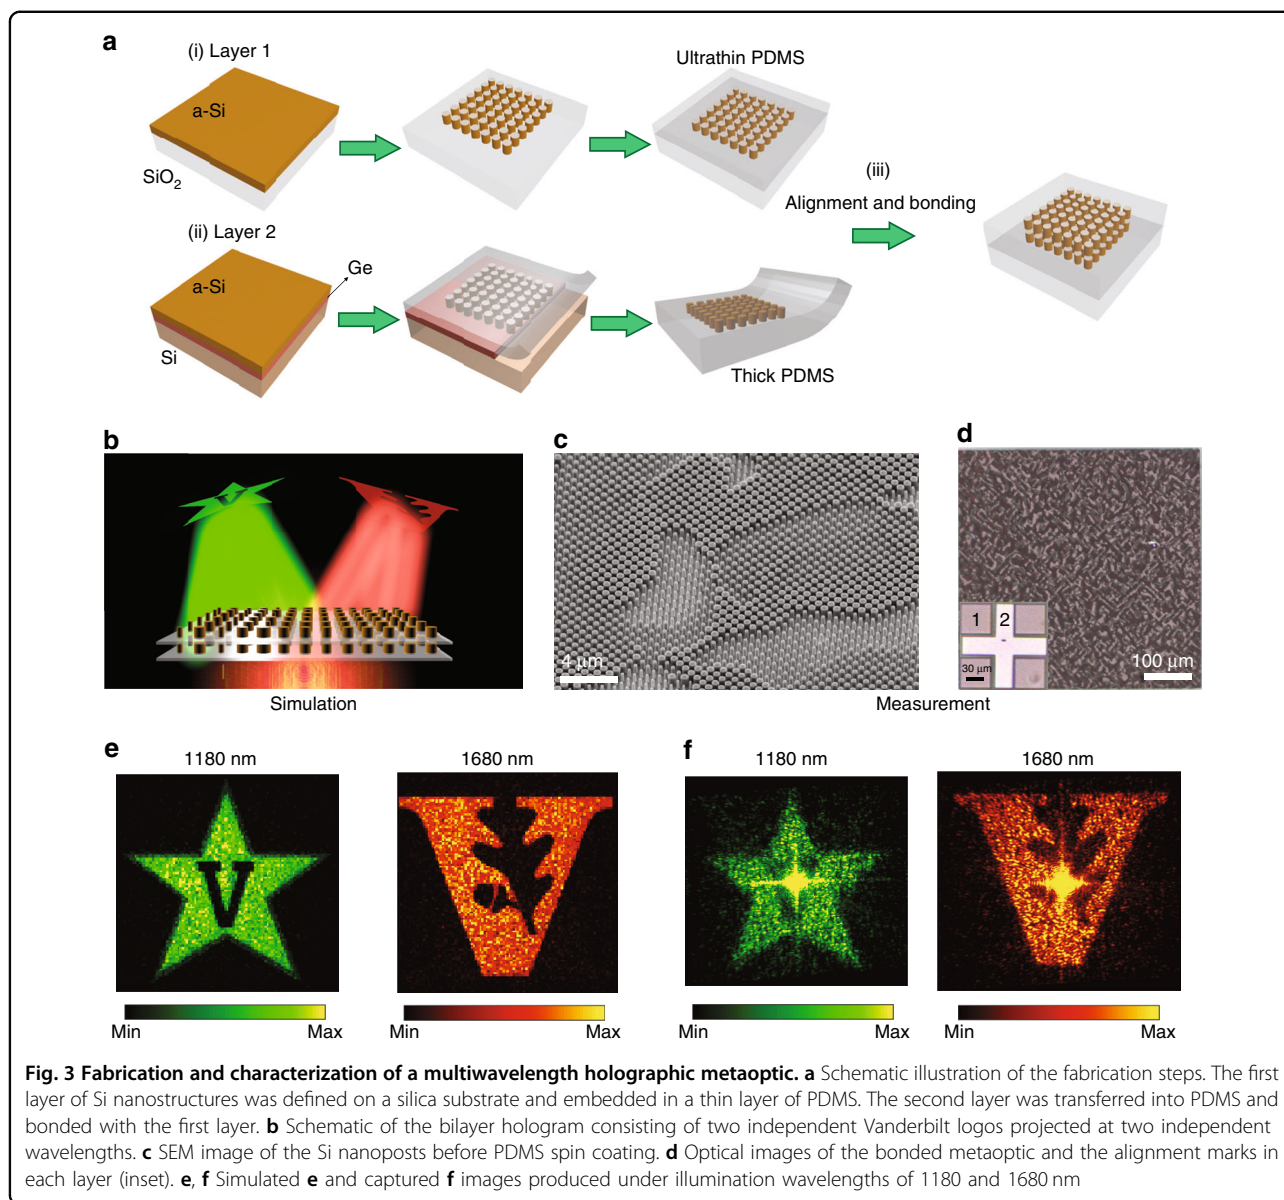 a
(i) Layer 1
a-Si
SiO2
Ultrathin PDMS
(ii) Layer 2
Ge
a-Si
Si
Thick PDMS
(iii)
Alignment and bonding
b
c
4 μm
d
1
2
30 μm
100 μm
Simulation
Measurement
e
1180 nm
1680 nm
V
Min
Max
Min
Max
f
1180 nm
1680 nm
Min
Max
Min
Max
Fig. 3 Fabrication and characterization of a multiwavelength holographic metaoptic. a Schematic illustration of the fabrication steps. The first
layer of Si nanostructures was defined on a silica substrate and embedded in a thin layer of PDMS. The second layer was transferred into PDMS and
bonded with the first layer. b Schematic of the bilayer hologram consisting of two independent Vanderbilt logos projected at two independent
wavelengths. c SEM image of the Si nanoposts before PDMS spin coating. d Optical images of the bonded metaoptic and the alignment marks in
each layer (inset). e, f Simulated e and captured f images produced under illumination wavelengths of 1180 and 1680 nm